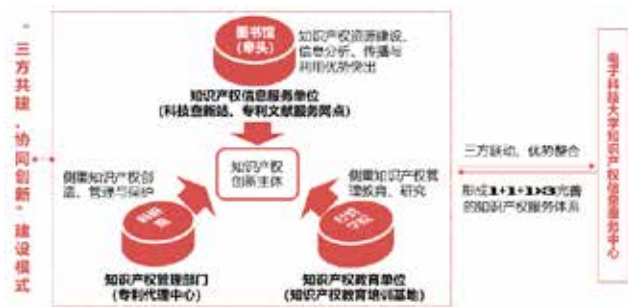 "三方共建、协同创新"建设模式
图书馆
(牵头)
知识产权资源建设、
信息分析、传播与
利用优势突出
知识产权信息服务单位
(科技查新站、专利文献服务网点)
知识产权
创新主体
侧重知识产权创
造、管理与保护
侧重知识产权管
理教育、研究
知识产权管理部门
(专利代理中心)
知识产权教育单位
(知识产权教育培训基地)
三方联动、优势整合
形成1+1+1>3完善
的知识产权服务体系
电子科技大学知识产权信息服务中心